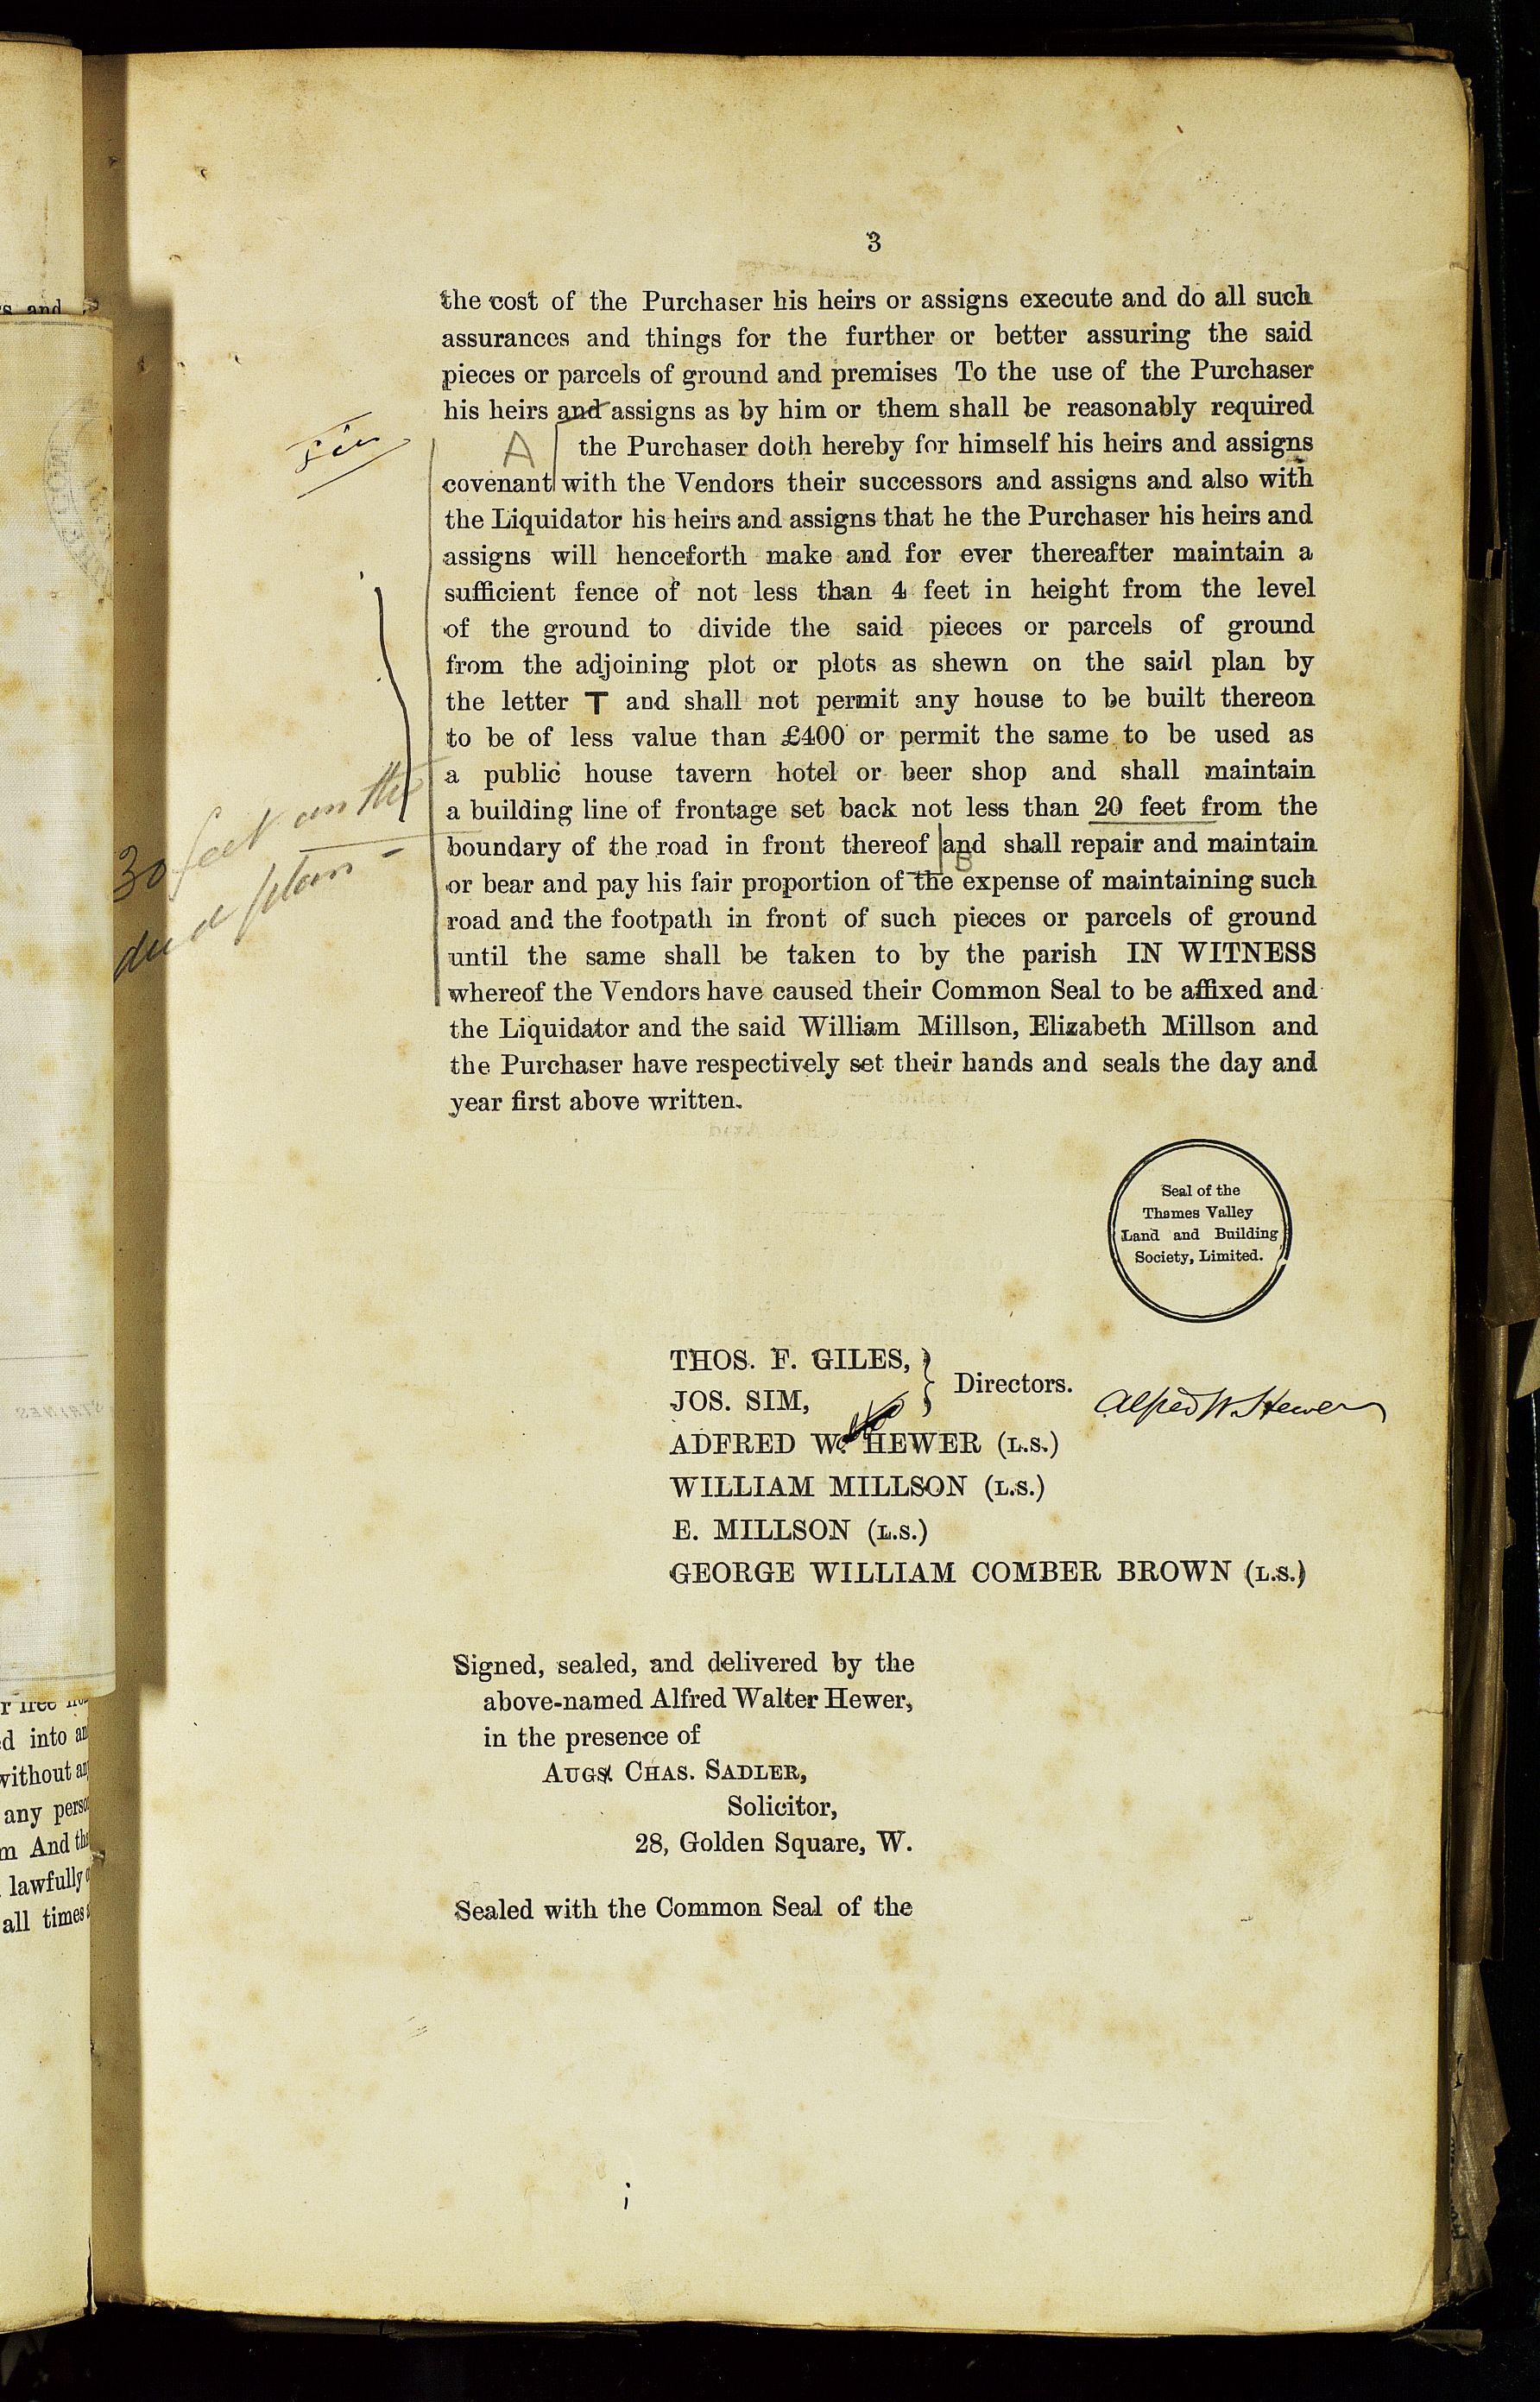 3
the cost of the Purchaser his heirs or assigns execute and do all such
assurances and things for the further or better assuring the said
pieces or parcels of ground and premises To the use of the Purchaser
his heirs and assigns as by him or them shall be reasonably required
sic
A
the Purchaser doth hereby for himself his heirs and assigns
covenant with the Vendors their successors and assigns and also with
the Liquidator his heirs and assigns that he the Purchaser his heirs and
assigns will henceforth make and for ever thereafter maintain a
sufficient fence of not less than 4 feet in height from the level
of the ground to divide the said pieces or parcels of ground
from the adjoining plot or plots as shewn on the said plan by
the letter T and shall not permit any house to be built thereon
to be of less value than £400 or permit the same to be used as
a public house tavern hotel or beer shop and shall maintain
a building line of frontage set back not less than 20 feet from the
30 feet on the
deed plan -
boundary of the road in front thereof and shall repair and maintain
B
or bear and pay his fair proportion of the expense of maintaining such
road and the footpath in front of such pieces or parcels of ground
until the same shall be taken to by the parish IN WITNESS
whereof the Vendors have caused their Common Seal to be affixed and
the Liquidator and the said William Millson, Elizabeth Millson and
the Purchaser have respectively set their hands and seals the day and
year first above written.
Seal of the
Thames Valley
Land and Building
Society, Limited.
THOS. F. GILES,
JOS. SIM,
Directors.
Alfred W. Hewer
ADFRED W. HEWER (L.S.)
WILLIAM MILLSON (L.S.)
E. MILLSON (L.S.)
GEORGE WILLIAM COMBER BROWN (L.S.)
Signed, sealed, and delivered by the
above-named Alfred Walter Hewer,
in the presence of
AUGS. CHAS. SADLER,
Solicitor,
28, Golden Square, W.
Sealed with the Common Seal of the
and
into
without
any
And
lawfully
all times